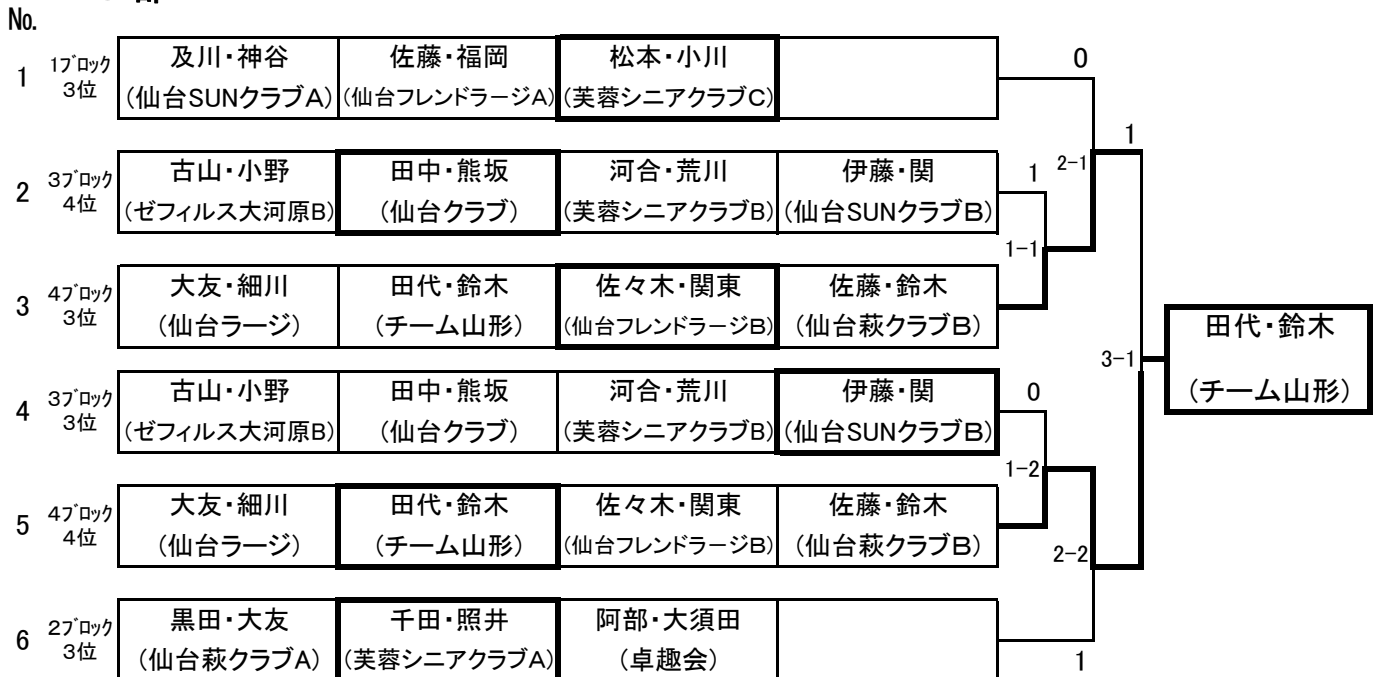 No.
0
1 1ブロック 3位 及川・神谷 佐藤・福岡 松本・小川
(仙台SUNクラブA) (仙台フレンドラージA) (芙蓉シニアクラブC)
1
2-1
2 3ブロック 4位 古山・小野 田中・熊坂 河合・荒川 伊藤・関 1
(ゼフィルス大河原B) (仙台クラブ) (芙蓉シニアクラブB) (仙台SUNクラブB)
1-1
3 4ブロック 3位 大友・細川 田代・鈴木 佐々木・関東 佐藤・鈴木
(仙台ラージ) (チーム山形) (仙台フレンドラージB) (仙台萩クラブB)
田代・鈴木
3-1
(チーム山形)
4 3ブロック 3位 古山・小野 田中・熊坂 河合・荒川 伊藤・関 0
(ゼフィルス大河原B) (仙台クラブ) (芙蓉シニアクラブB) (仙台SUNクラブB)
1-2
5 4ブロック 4位 大友・細川 田代・鈴木 佐々木・関東 佐藤・鈴木
(仙台ラージ) (チーム山形) (仙台フレンドラージB) (仙台萩クラブB)
2-2
6 2ブロック 3位 黒田・大友 千田・照井 阿部・大須田
(仙台萩クラブA) (芙蓉シニアクラブA) (卓趣会)
1